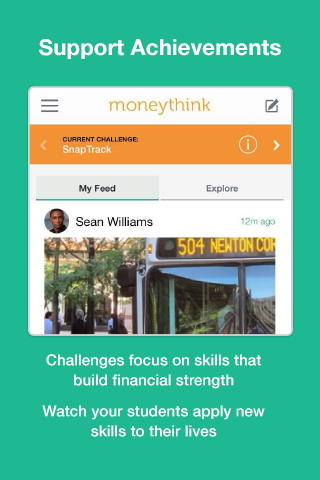 Support Achievements
moneythink
CURRENT CHALLENGE:
SnapTrack
My Feed
Explore
Sean Williams
12m ago
504 NEWTON COR
Challenges focus on skills that
build financial strength
Watch your students apply new
skills to their lives